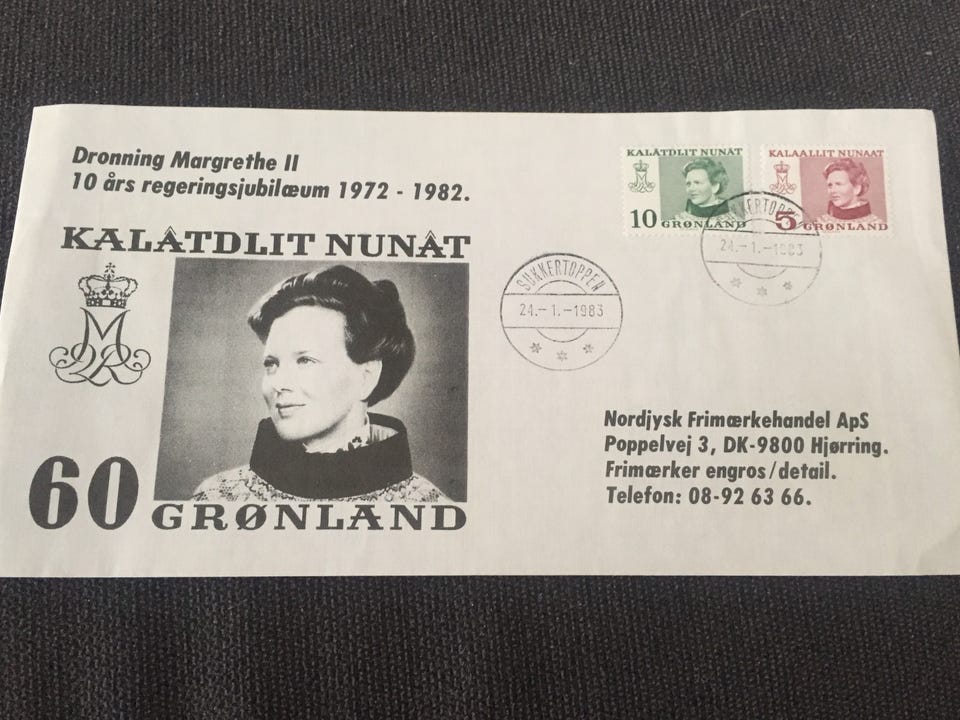 Dronning Margrethe II
10 års regeringsjubilæum 1972 - 1982.
KALÂTDLIT NUNÂT
60 GRØNLAND
KALÂTDLIT NUNÂT
10 GRØNLAND
KALAALLIT NUNAAT
5 GRØNLAND
SUKKERTOPPEN
24.-1.-1983
SUKKERTOPPEN
24.-1.-1983
Nordjysk Frimærkehandel ApS
Poppelvej 3, DK-9800 Hjørring.
Frimærker engros/detail.
Telefon: 08-92 63 66.